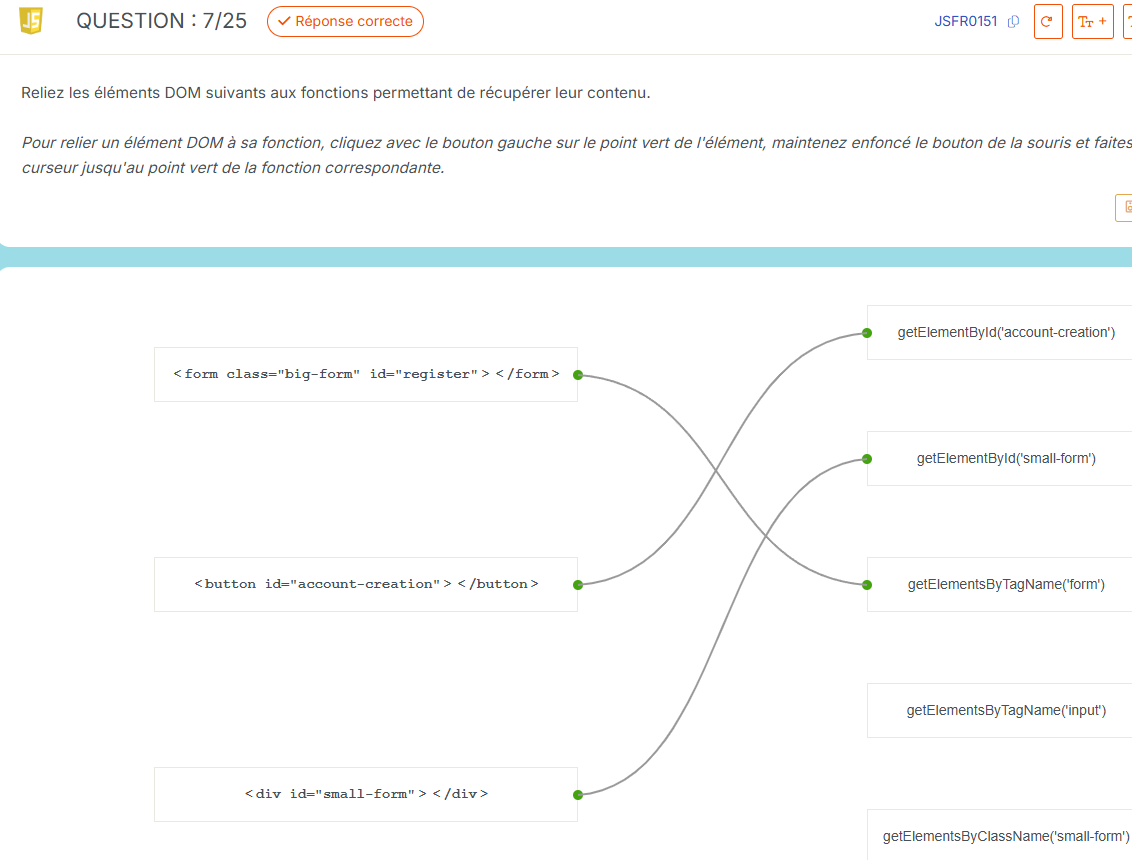 JS
QUESTION : 7/25
Réponse correcte
JSFR0151
TT +
Reliez les éléments DOM suivants aux fonctions permettant de récupérer leur contenu.
Pour relier un élément DOM à sa fonction, cliquez avec le bouton gauche sur le point vert de l'élément, maintenez enfoncé le bouton de la souris et faites
curseur jusqu'au point vert de la fonction correspondante.
getElementById('account-creation')
<form class="big-form" id="register"></form>
getElementById('small-form')
<button id="account-creation"></button>
getElementsByTagName('form')
getElementsByTagName('input')
<div id="small-form"></div>
getElementsByClassName('small-form')